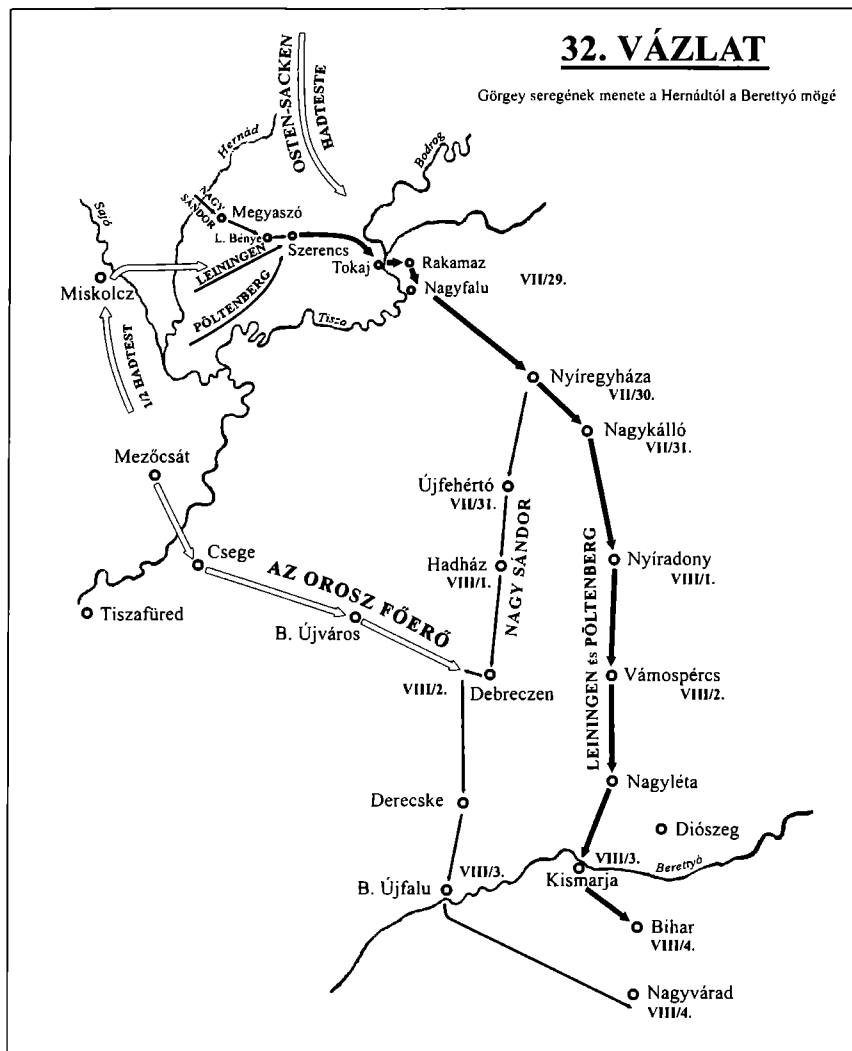 32. VÁZLAT
Görgey seregének menete a Hernádtól a Berettyó mögé
OSTEN-SACKEN
HADTESTE
Hernád
Bodrog
Sajó
NAGY
SÁNDOR
Megyaszó
L. Bénye
Szerencs
LEININGEN
PÖLTENBERG
Tokaj
Rakamaz
Nagyfalu
VII/29.
Miskolcz
Tisza
1/2 HADTEST
Nyíregyháza
VII/30.
Nagykálló
VII/31.
Mezőcsát
Újfehértó
VII/31.
NAGY SÁNDOR
Csege
AZ OROSZ FŐERŐ
Hadház
VIII/1.
Nyíradony
VIII/1.
Tiszafüred
B. Újváros
LEININGEN és PÖLTENBERG
VIII/2.
Debreczen
Vámospércs
VIII/2.
Derecske
Nagyléta
Diószeg
VIII/3.
Berettyó
Kismarja
VIII/3.
B. Újfalu
Bihar
VIII/4.
Nagyvárad
VIII/4.